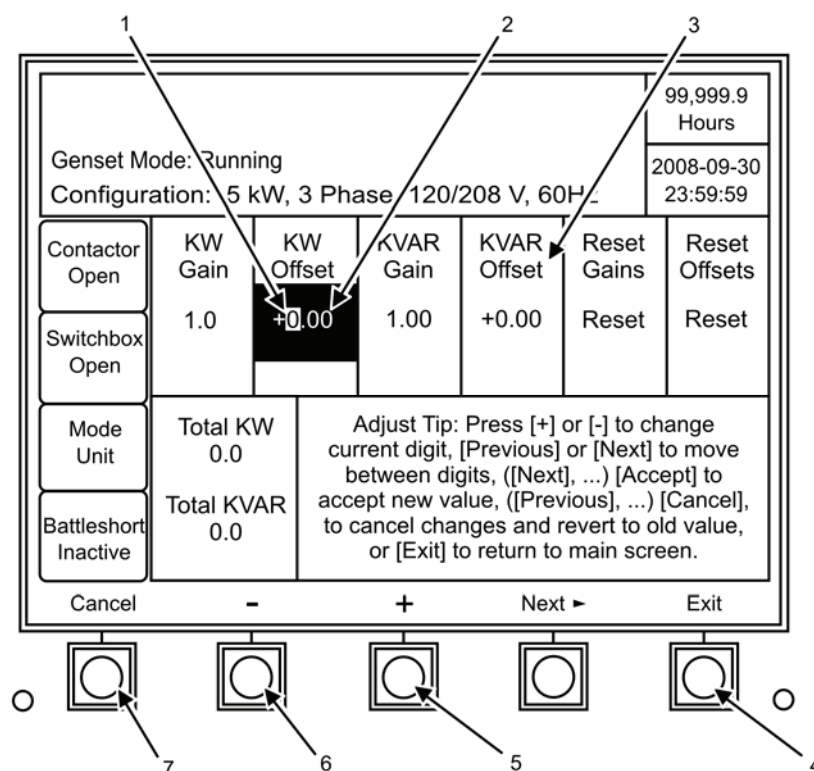 1 2 3
99,999.9
Hours
Genset Mode: Running
2008-09-30
Configuration: 5 kW, 3 Phase 120/208 V, 60Hz
23:59:59
Contactor
Open
KW
Gain
KW
Offset
KVAR
Gain
KVAR
Offset
Reset
Gains
Reset
Offsets
1.0 +0.00 1.00 +0.00 Reset Reset
Switchbox
Open
Mode
Unit
Total KW
0.0
Total KVAR
0.0
Adjust Tip: Press [+] or [-] to change
current digit, [Previous] or [Next] to move
between digits, ([Next], ...) [Accept] to
accept new value, ([Previous], ...) [Cancel],
to cancel changes and revert to old value,
or [Exit] to return to main screen.
Battleshort
Inactive
Cancel - + Next ► Exit
7 6 5 4